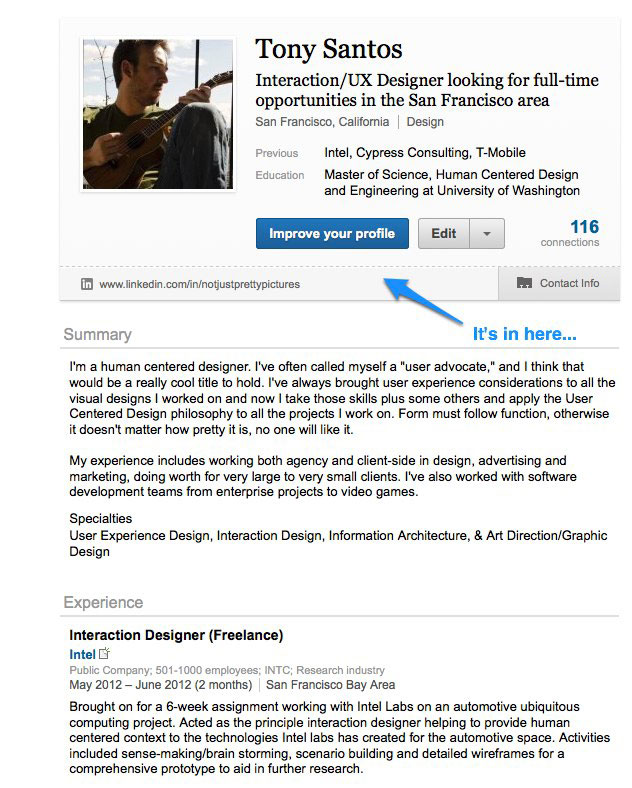 Tony Santos
Interaction/UX Designer looking for full-time
opportunities in the San Francisco area
San Francisco, California | Design
Previous Intel, Cypress Consulting, T-Mobile
Education Master of Science, Human Centered Design
and Engineering at University of Washington
Improve your profile Edit 116
connections
in www.linkedin.com/in/notjustprettypictures Contact Info
It's in here...
Summary
I'm a human centered designer. I've often called myself a "user advocate," and I think that
would be a really cool title to hold. I've always brought user experience considerations to all the
visual designs I worked on and now I take those skills plus some others and apply the User
Centered Design philosophy to all the projects I work on. Form must follow function, otherwise
it doesn't matter how pretty it is, no one will like it.
My experience includes working both agency and client-side in design, advertising and
marketing, doing worth for very large to very small clients. I've also worked with software
development teams from enterprise projects to video games.
Specialties
User Experience Design, Interaction Design, Information Architecture, & Art Direction/Graphic
Design
Experience
Interaction Designer (Freelance)
Intel
Public Company; 501-1000 employees; INTC; Research industry
May 2012 – June 2012 (2 months) | San Francisco Bay Area
Brought on for a 6-week assignment working with Intel Labs on an automotive ubiquitous
computing project. Acted as the principle interaction designer helping to provide human
centered context to the technologies Intel labs has created for the automotive space. Activities
included sense-making/brain storming, scenario building and detailed wireframes for a
comprehensive prototype to aid in further research.